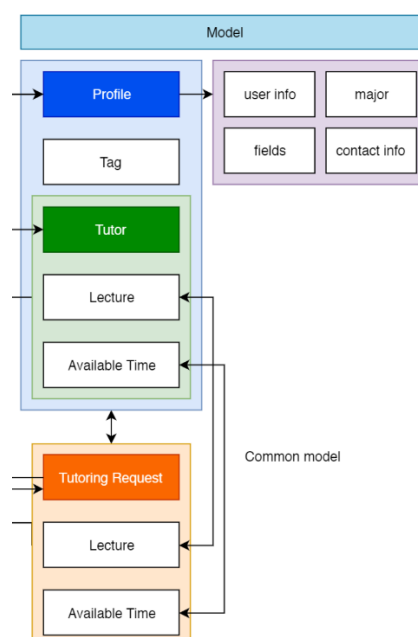 Model
Profile
user info
major
Tag
fields
contact info
Tutor
Lecture
Available Time
Common model
Tutoring Request
Lecture
Available Time